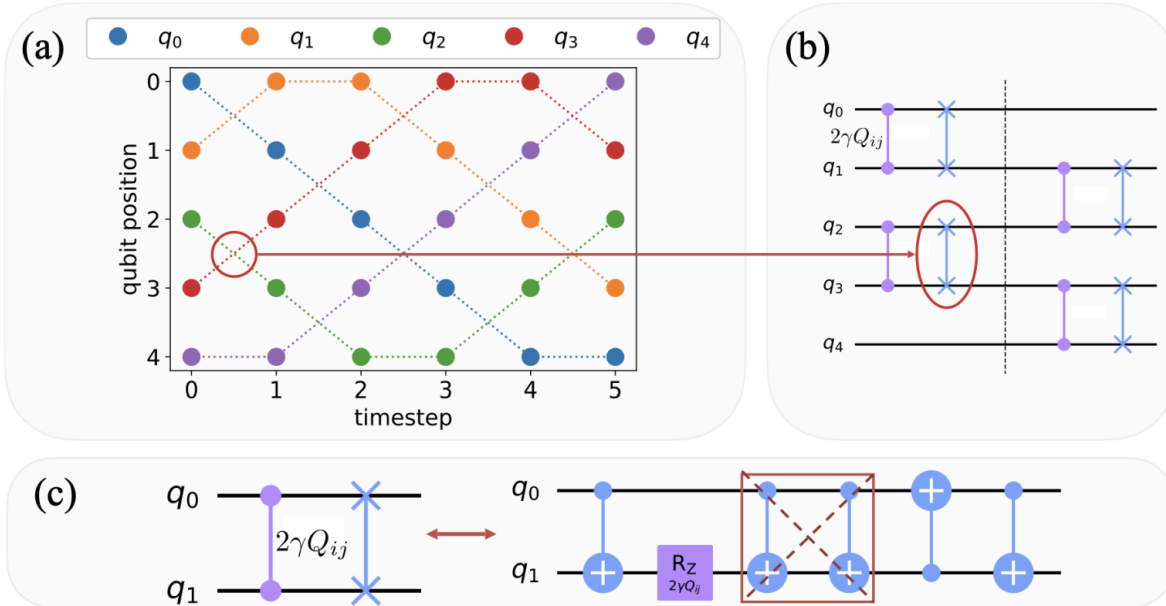 (a)
q₀ q₁ q₂ q₃ q₄
qubit position
0
1
2
3
4
0 1 2 3 4 5
timestep
(b)
q₀
2γQᵢⱼ
q₁
q₂
q₃
q₄
(c)
q₀
2γQᵢⱼ
q₁
q₀
q₁
R_Z
2γQᵢⱼ